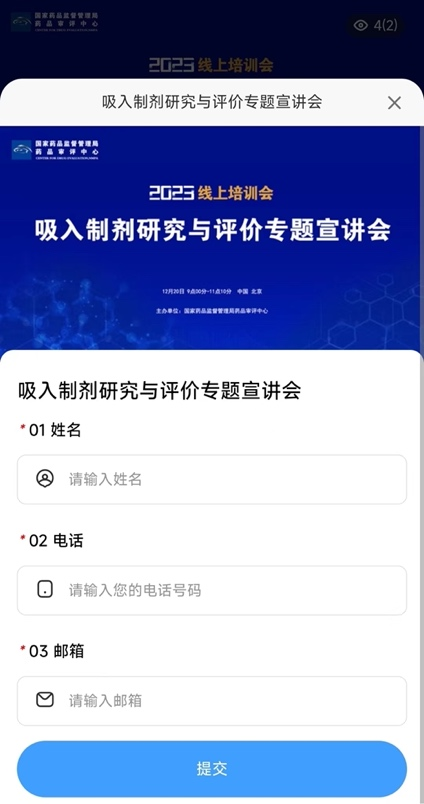 国家药品监督管理局
药品审评中心
4(2)
2023 线上培训会
吸入制剂研究与评价专题宣讲会
国家药品监督管理局
药品审评中心
CENTER FOR DRUG EVALUATION, NMPA
2023 线上培训会
吸入制剂研究与评价专题宣讲会
12月20日 9点30分-11点10分 中国 北京
主办单位：国家药品监督管理局药品审评中心
吸入制剂研究与评价专题宣讲会
* 01 姓名
请输入姓名
* 02 电话
请输入您的电话号码
* 03 邮箱
请输入邮箱
提交